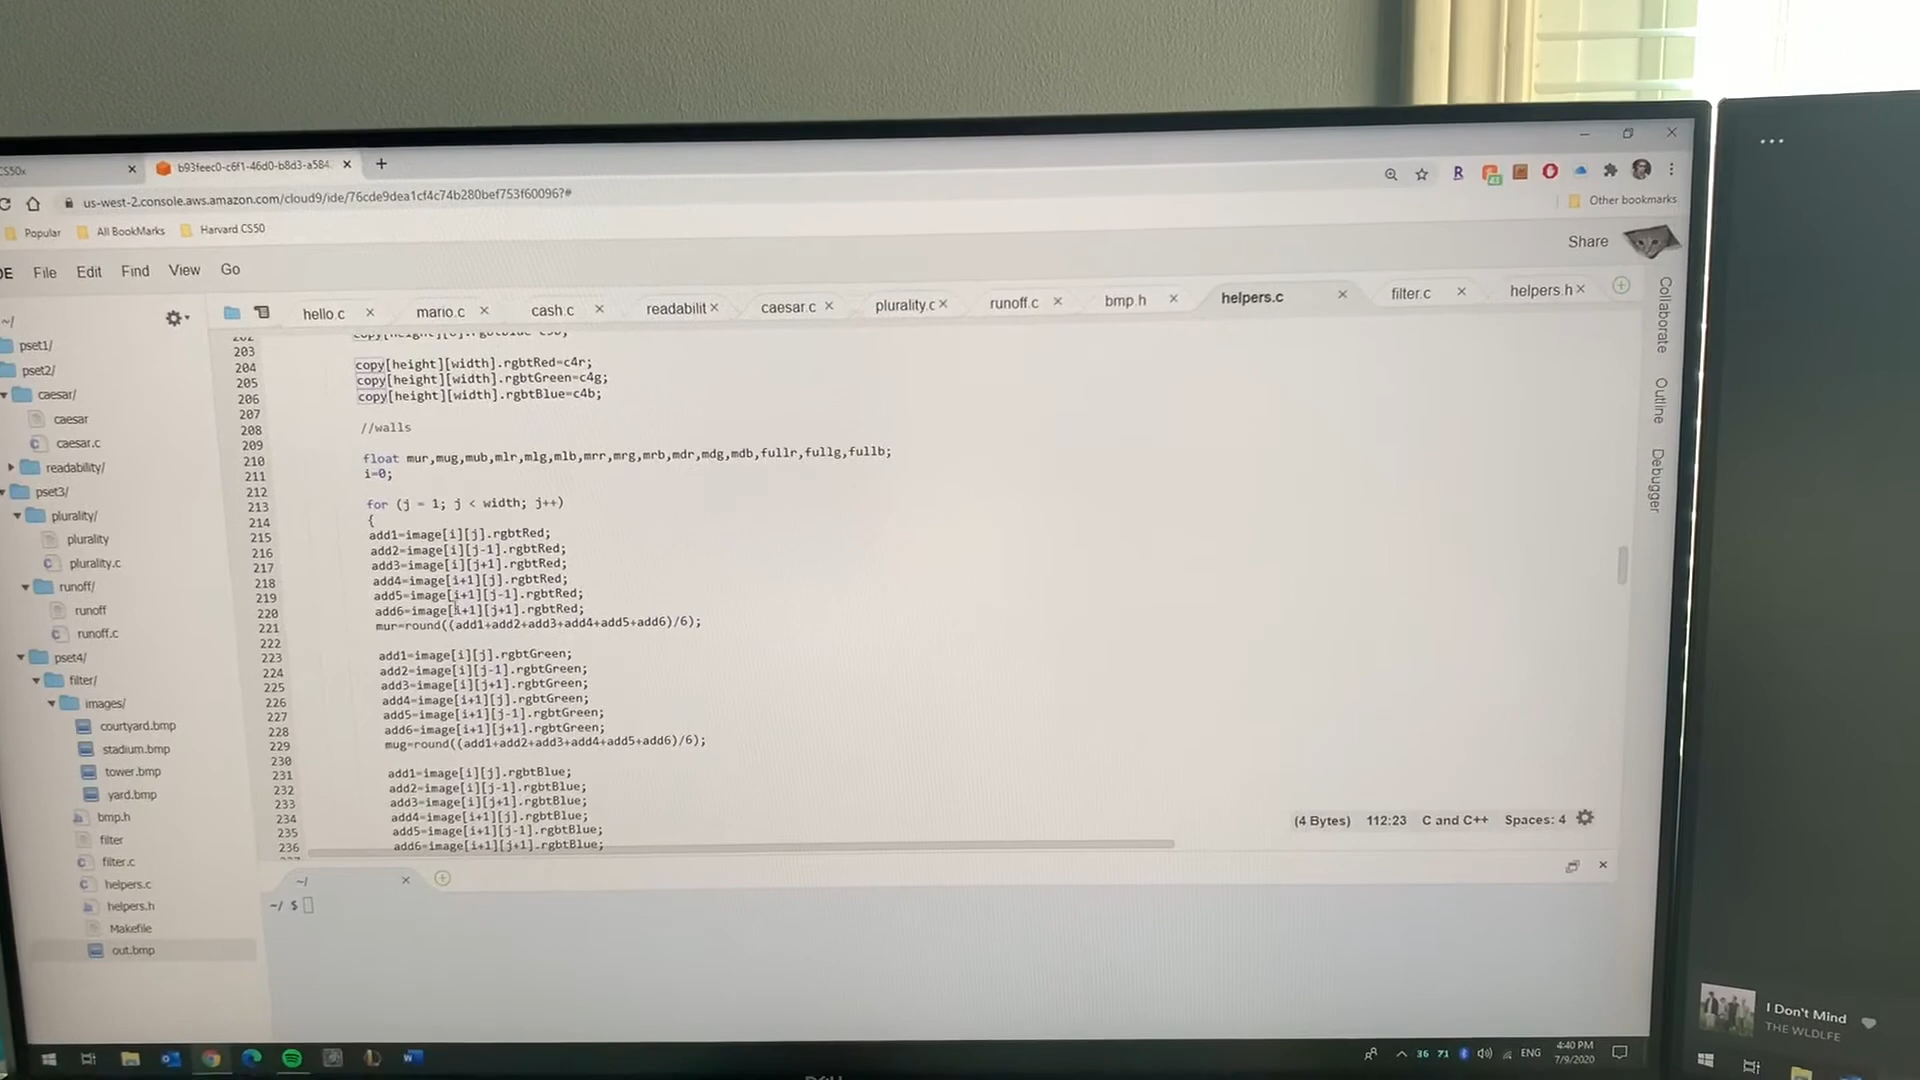 CS50x
b93feec0-c6f1-46d0-b8d3-a584
us-west-2.console.aws.amazon.com/cloud9/ide/76cde9dea1cf4c74b280bef753f60096?#
Popular All BookMarks Harvard CS50
Other bookmarks
File Edit Find View Go
Share
hello.c mario.c cash.c readabilit caesar.c plurality.c runoff.c bmp.h helpers.c filter.c helpers.h
Collaborate
Outline
Debugger
~/
pset1/
pset2/
caesar/
caesar
caesar.c
readability/
pset3/
plurality/
plurality
plurality.c
runoff/
runoff
runoff.c
pset4/
filter/
images/
courtyard.bmp
stadium.bmp
tower.bmp
yard.bmp
bmp.h
filter
filter.c
helpers.c
helpers.h
Makefile
out.bmp
203
204 copy[height][width].rgbtRed=c4r;
205 copy[height][width].rgbtGreen=c4g;
206 copy[height][width].rgbtBlue=c4b;
207
208 //walls
209
210 float mur,mug,mub,mlr,mlg,mlb,mrr,mrg,mrb,mdr,mdg,mdb,fullr,fullg,fullb;
211 i=0;
212
213 for (j = 1; j < width; j++)
214 {
215 add1=image[i][j].rgbtRed;
216 add2=image[i][j-1].rgbtRed;
217 add3=image[i][j+1].rgbtRed;
218 add4=image[i+1][j].rgbtRed;
219 add5=image[i+1][j-1].rgbtRed;
220 add6=image[i+1][j+1].rgbtRed;
221 mur=round((add1+add2+add3+add4+add5+add6)/6);
222
223 add1=image[i][j].rgbtGreen;
224 add2=image[i][j-1].rgbtGreen;
225 add3=image[i][j+1].rgbtGreen;
226 add4=image[i+1][j].rgbtGreen;
227 add5=image[i+1][j-1].rgbtGreen;
228 add6=image[i+1][j+1].rgbtGreen;
229 mug=round((add1+add2+add3+add4+add5+add6)/6);
230
231 add1=image[i][j].rgbtBlue;
232 add2=image[i][j-1].rgbtBlue;
233 add3=image[i][j+1].rgbtBlue;
234 add4=image[i+1][j].rgbtBlue;
235 add5=image[i+1][j-1].rgbtBlue;
236 add6=image[i+1][j+1].rgbtBlue;
(4 Bytes) 112:23 C and C++ Spaces: 4
~/
~/ $
36 71 ENG
4:40 PM
7/9/2020
I Don't Mind
THE WLDLFE